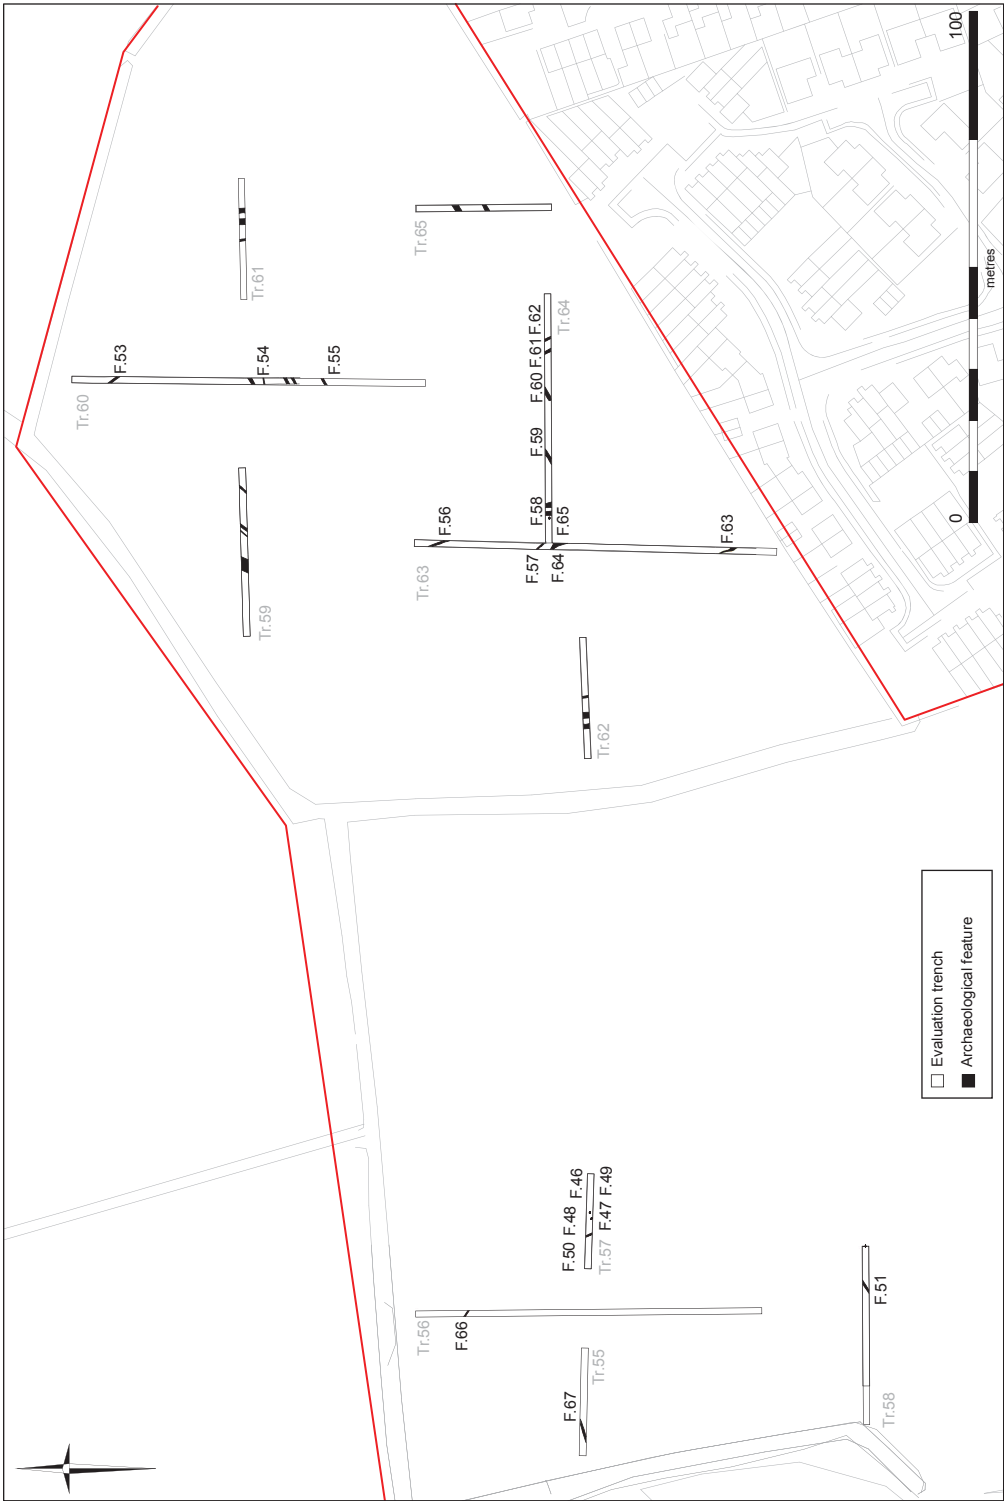 Tr.60
F.53
F.54
F.55
Tr.61
Tr.59
Tr.65
Tr.63
F.56
F.57
F.64
F.65
F.58
F.59
F.60
F.61
F.62
Tr.64
F.63
Tr.62
Tr.56
F.66
F.67
Tr.55
F.50
F.48
F.46
F.47
F.49
Tr.57
F.51
Tr.58
Evaluation trench
Archaeological feature
0
100
metres